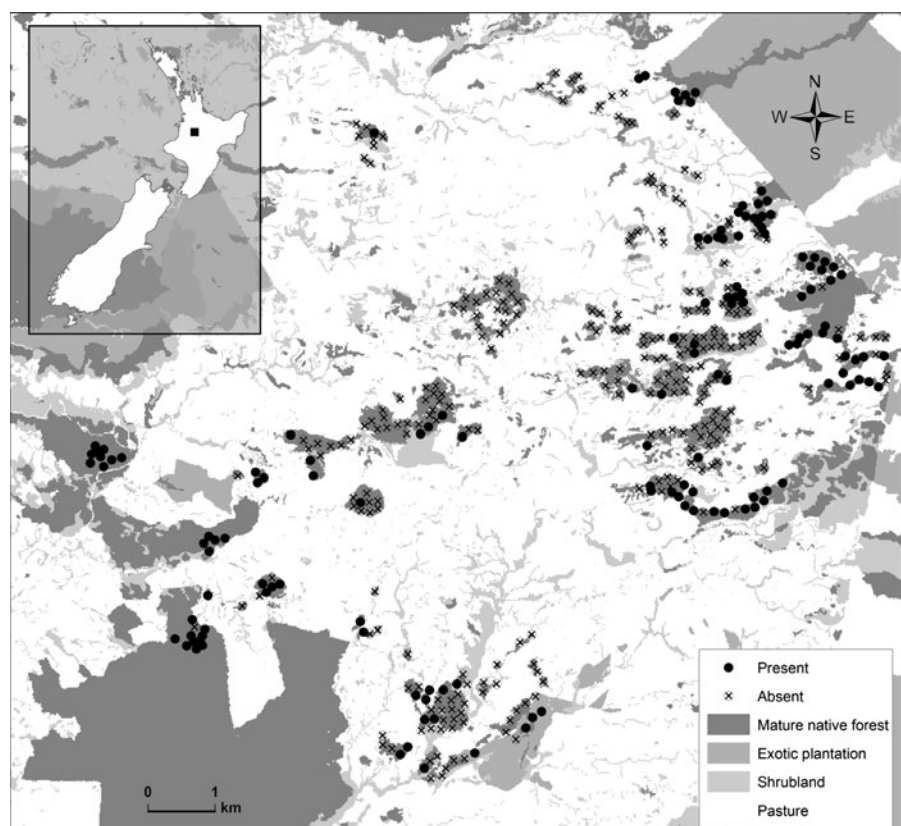 N
W E
S
Present
Absent
Mature native forest
Exotic plantation
Shrubland
Pasture
0 1
km